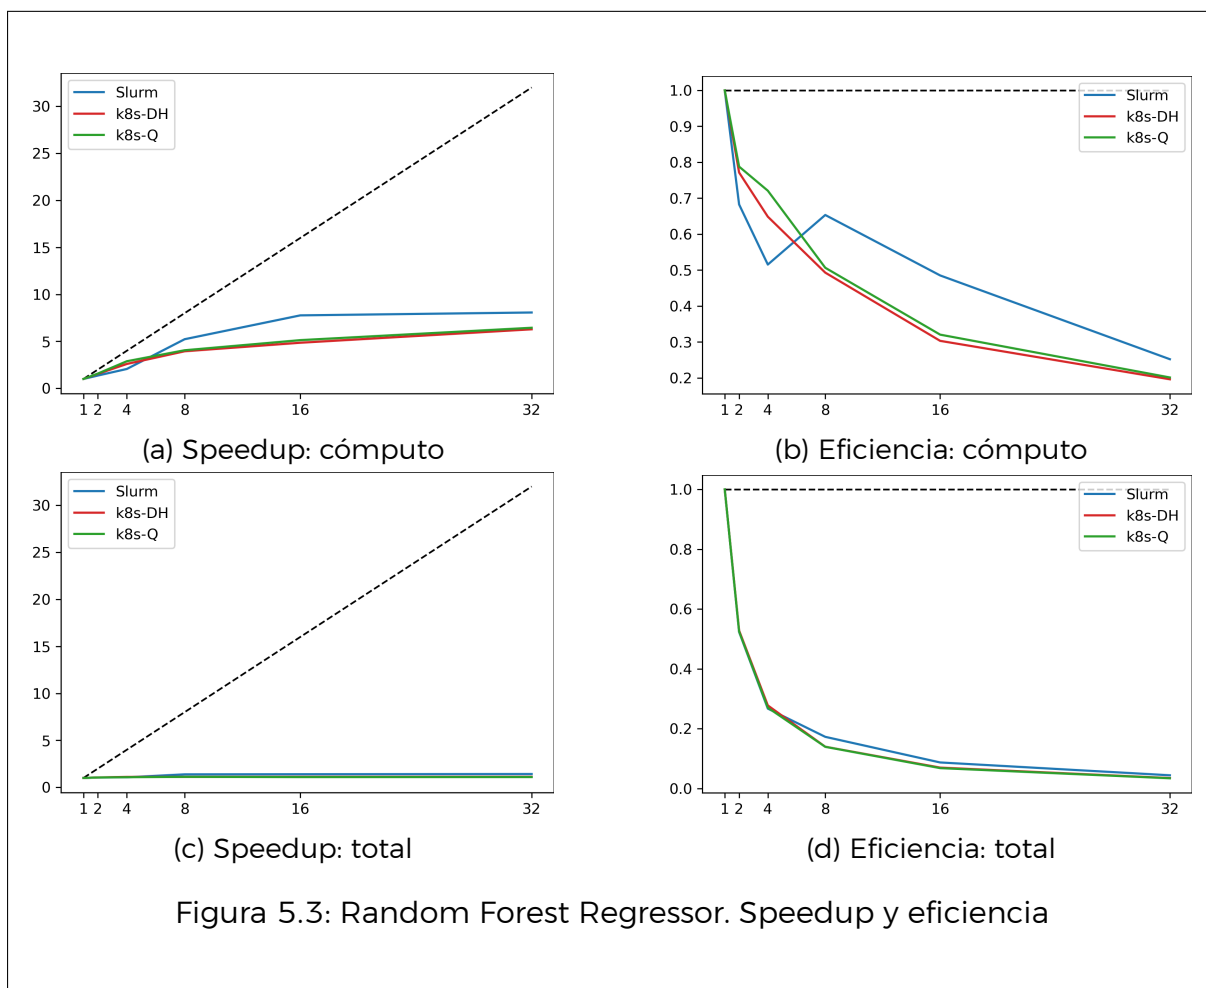 Slurm
k8s-DH
k8s-Q
30
25
20
15
10
5
0
1 2 4 8 16 32
(a) Speedup: cómputo
Slurm
k8s-DH
k8s-Q
1.0
0.9
0.8
0.7
0.6
0.5
0.4
0.3
0.2
1 2 4 8 16 32
(b) Eficiencia: cómputo
Slurm
k8s-DH
k8s-Q
30
25
20
15
10
5
0
1 2 4 8 16 32
(c) Speedup: total
Slurm
k8s-DH
k8s-Q
1.0
0.8
0.6
0.4
0.2
0.0
1 2 4 8 16 32
(d) Eficiencia: total
Figura 5.3: Random Forest Regressor. Speedup y eficiencia